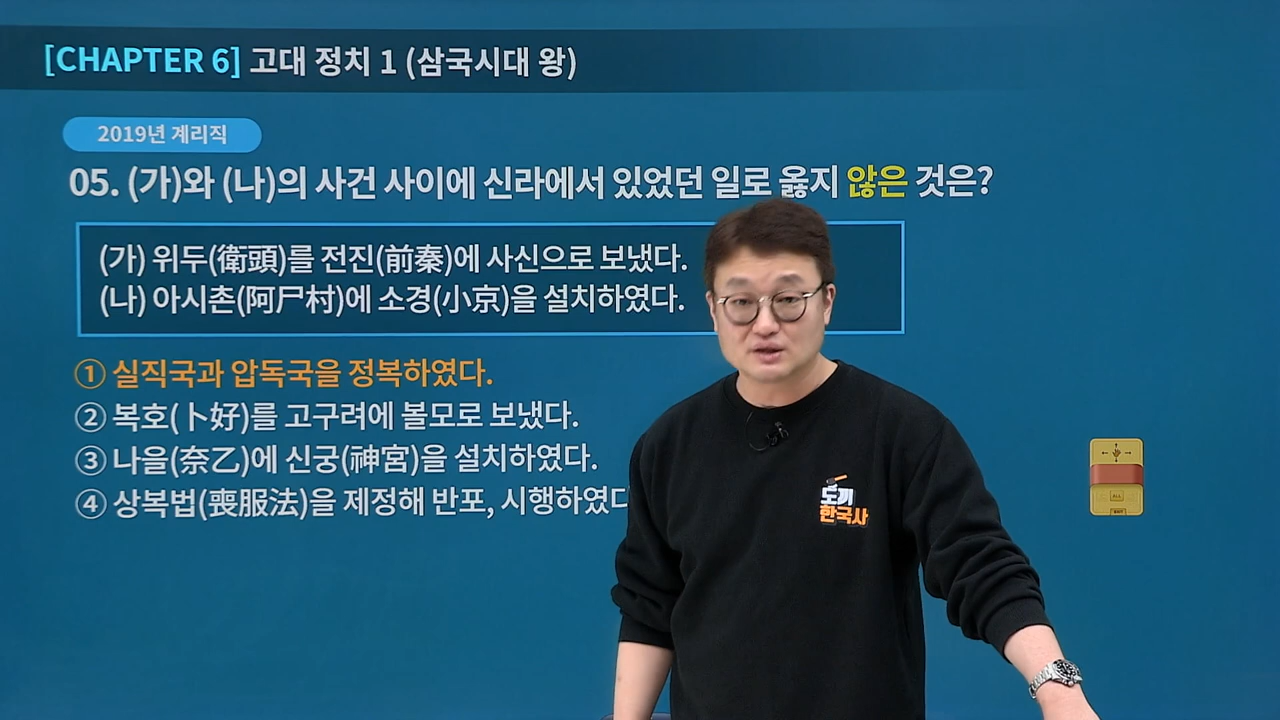 [CHAPTER 6] 고대 정치 1 (삼국시대 왕)
2019년 계리직
05. (가)와 (나)의 사건 사이에 신라에서 있었던 일로 옳지 않은 것은?
(가) 위두(衛頭)를 전진(前秦)에 사신으로 보냈다.
(나) 아시촌(阿尸村)에 소경(小京)을 설치하였다.
① 실직국과 압독국을 정복하였다.
② 복호(卜好)를 고구려에 볼모로 보냈다.
③ 나을(奈乙)에 신궁(神宮)을 설치하였다.
④ 상복법(喪服法)을 제정해 반포, 시행하였다
도끼
한국사
ALL